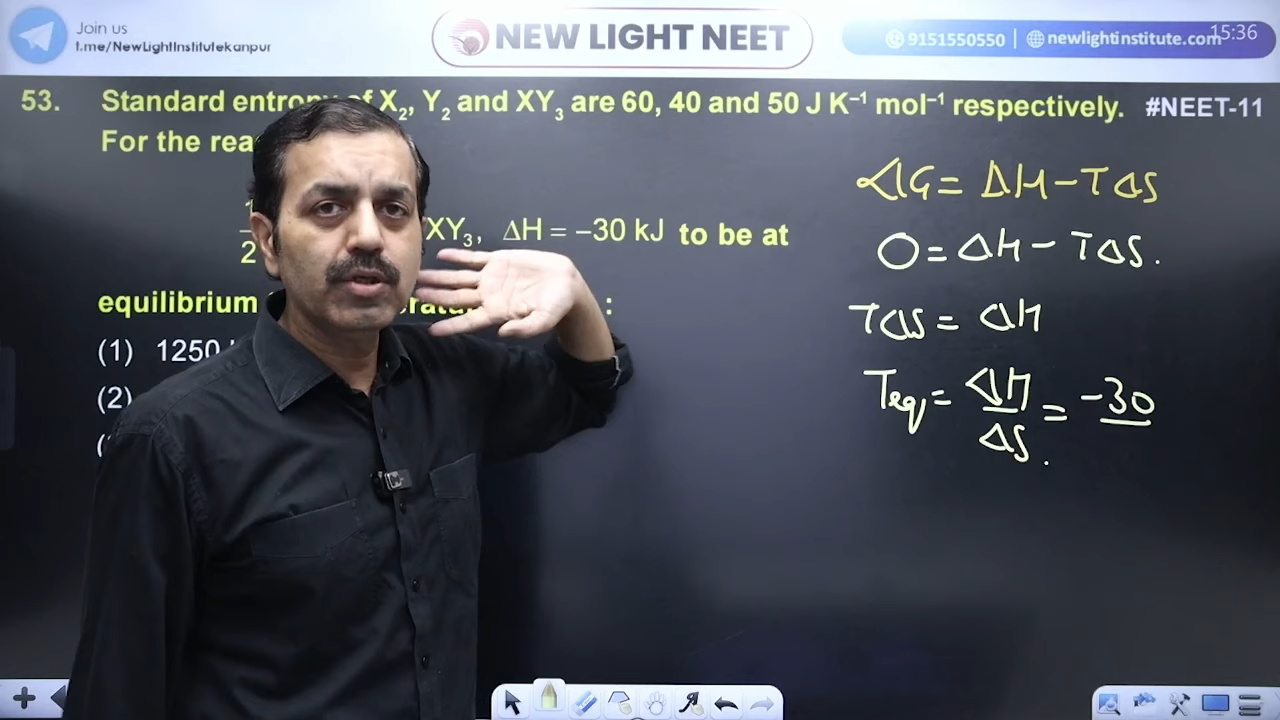 Join us
t.me/NewLightInstitutekanpur
NEW LIGHT NEET
9151550550 | newlightinstitute.com
15:36
53. Standard entropy of X₂, Y₂ and XY₃ are 60, 40 and 50 J K⁻¹ mol⁻¹ respectively. #NEET-11
For the
1
2
XY₃, ΔH = −30 kJ to be at
equilibrium :
(1) 1250
(2)
ΔG = ΔH − TΔS
0 = ΔH − TΔS.
TΔS = ΔH
Teq = ΔH/ΔS. = −30